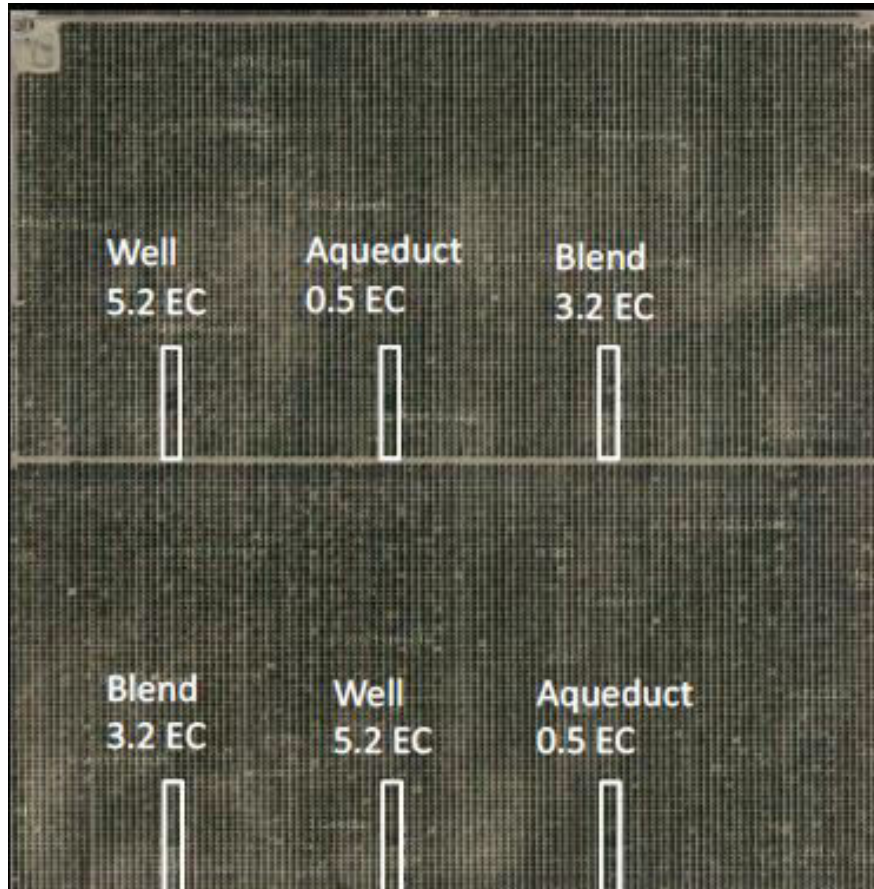 Well
5.2 EC
Aqueduct
0.5 EC
Blend
3.2 EC
Blend
3.2 EC
Well
5.2 EC
Aqueduct
0.5 EC